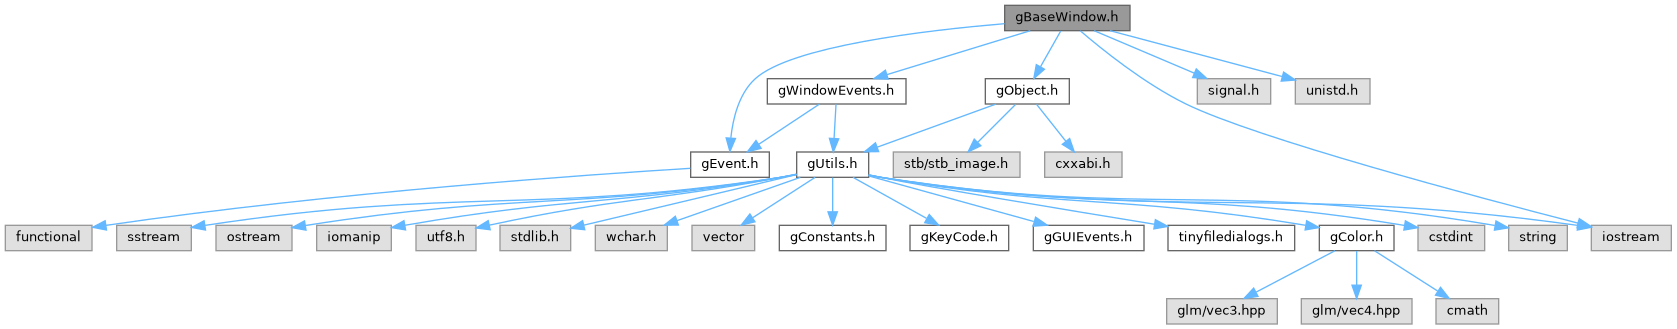 gBaseWindow.h
gWindowEvents.h
gObject.h
signal.h
unistd.h
gEvent.h
gUtils.h
stb/stb_image.h
cxxabi.h
functional
sstream
ostream
iomanip
utf8.h
stdlib.h
wchar.h
vector
gConstants.h
gKeyCode.h
gGUIEvents.h
tinyfiledialogs.h
gColor.h
cstdint
string
iostream
glm/vec3.hpp
glm/vec4.hpp
cmath